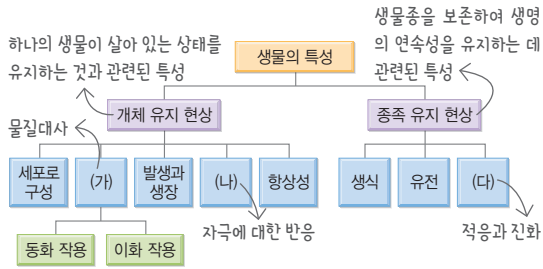 생물종을 보존하여 생명
의 연속성을 유지하는 데
관련된 특성
하나의 생물이 살아 있는 상태를
유지하는 것과 관련된 특성
생물의 특성
개체 유지 현상
종족 유지 현상
물질대사
세포로
구성
(가)
발생과
생장
(나)
항상성
생식
유전
(다)
자극에 대한 반응
적응과 진화
동화 작용
이화 작용